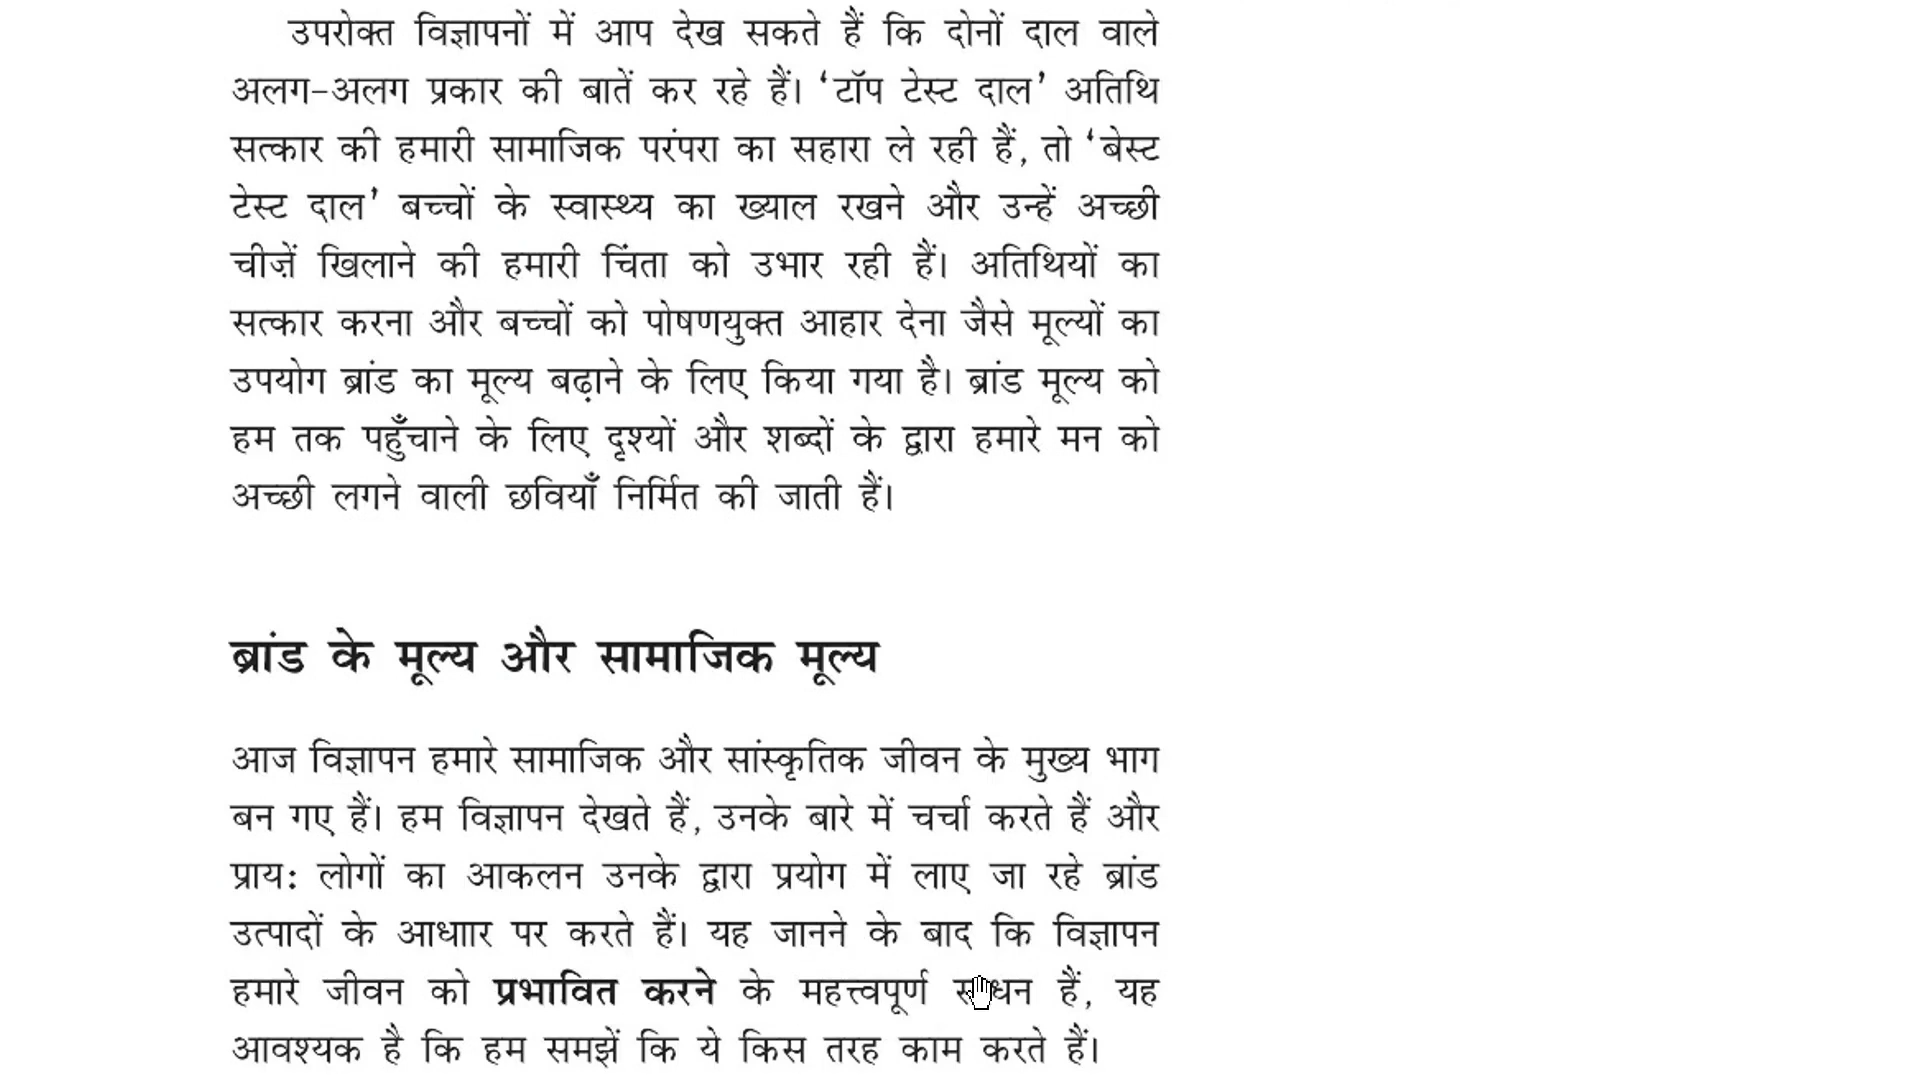 उपरोक्त विज्ञापनों में आप देख सकते हैं कि दोनों दाल वाले
अलग-अलग प्रकार की बातें कर रहे हैं। ‘टॉप टेस्ट दाल’ अतिथि
सत्कार की हमारी सामाजिक परंपरा का सहारा ले रही हैं, तो ‘बेस्ट
टेस्ट दाल’ बच्चों के स्वास्थ्य का ख्याल रखने और उन्हें अच्छी
चीज़ें खिलाने की हमारी चिंता को उभार रही हैं। अतिथियों का
सत्कार करना और बच्चों को पोषणयुक्त आहार देना जैसे मूल्यों का
उपयोग ब्रांड का मूल्य बढ़ाने के लिए किया गया है। ब्रांड मूल्य को
हम तक पहुँचाने के लिए दृश्यों और शब्दों के द्वारा हमारे मन को
अच्छी लगने वाली छवियाँ निर्मित की जाती हैं।
ब्रांड के मूल्य और सामाजिक मूल्य
आज विज्ञापन हमारे सामाजिक और सांस्कृतिक जीवन के मुख्य भाग
बन गए हैं। हम विज्ञापन देखते हैं, उनके बारे में चर्चा करते हैं और
प्राय: लोगों का आकलन उनके द्वारा प्रयोग में लाए जा रहे ब्रांड
उत्पादों के आधाार पर करते हैं। यह जानने के बाद कि विज्ञापन
हमारे जीवन को प्रभावित करने के महत्त्वपूर्ण साधन हैं, यह
आवश्यक है कि हम समझें कि ये किस तरह काम करते हैं।